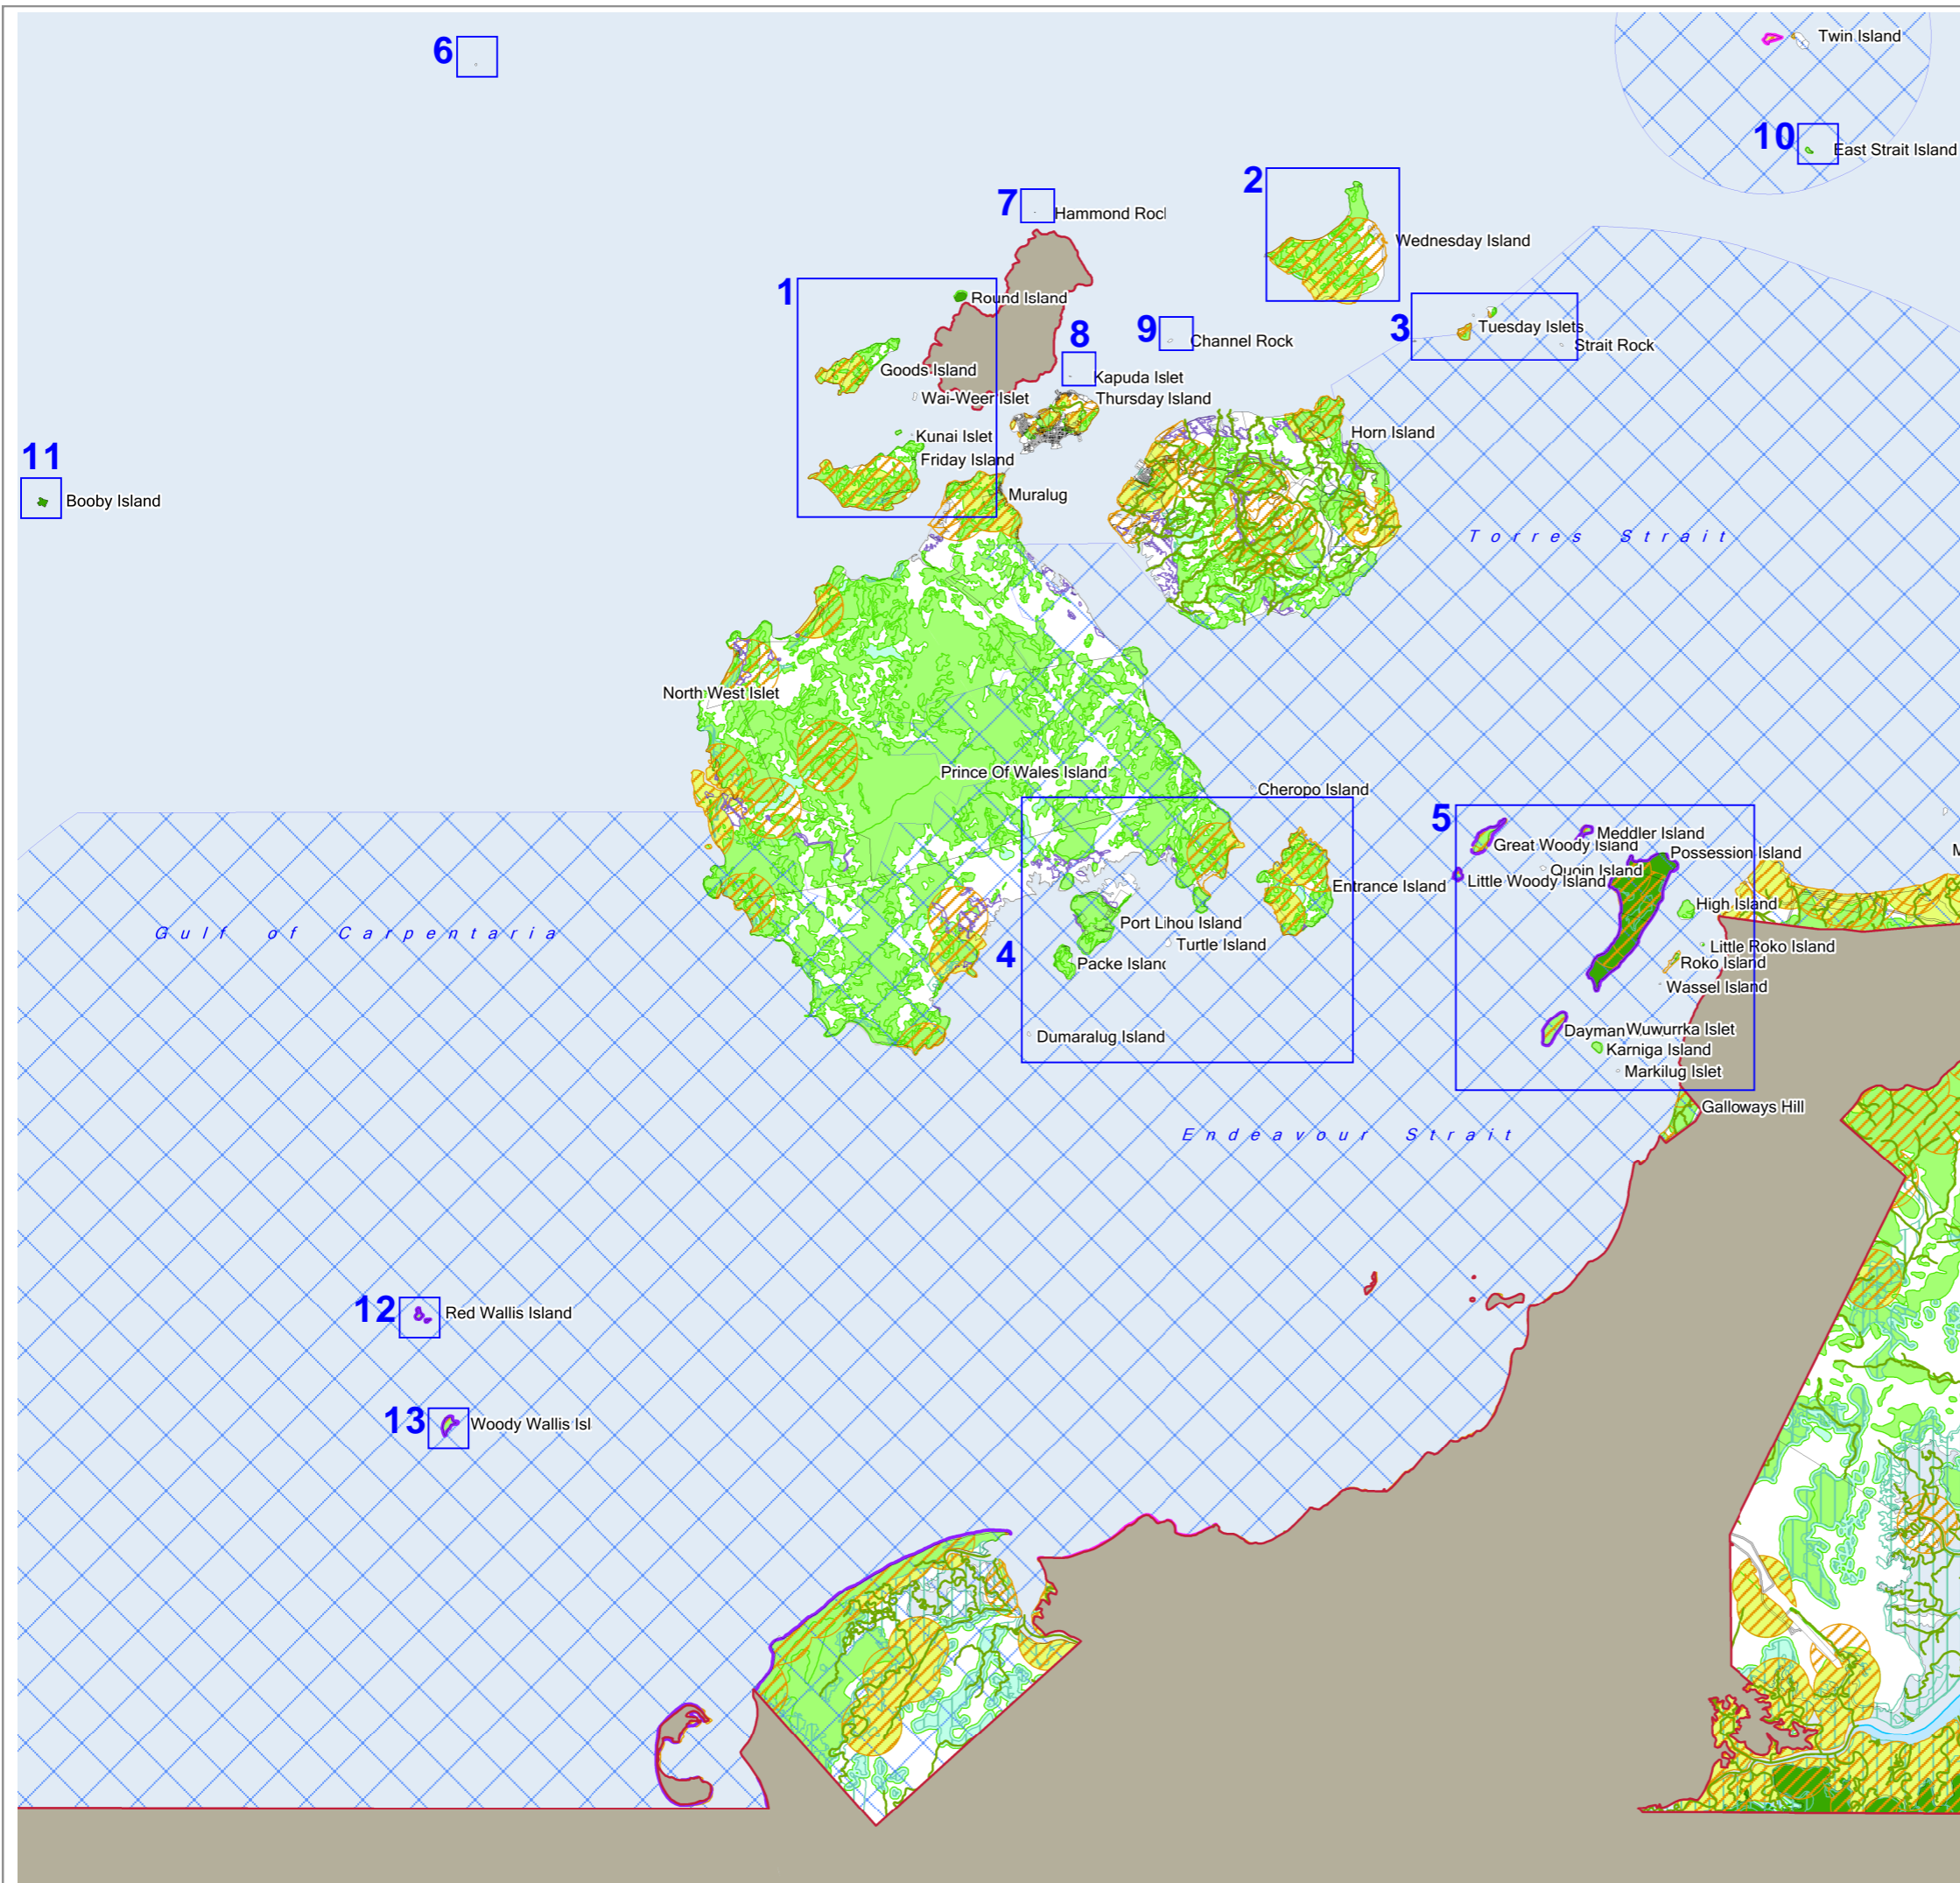 6
Twin Island
10
East Strait Island
2
7
Hammond Rocl
Wednesday Island
1
Round Island
3
Tuesday Islets
8
9
Channel Rock
Strait Rock
Goods Island
Kapuda Islet
Wai-Weer Islet
Thursday Island
Kunai Islet
Horn Island
Friday Island
11
Booby Island
Muralug
Torres Strait
North West Islet
Prince Of Wales Island
Cheropo Island
5
Meddler Island
Great Woody Island
Possession Island
Quoin Island
Little Woody Island
Entrance Island
High Island
Port Lihou Island
Gulf of Carpentaria
Turtle Island
Little Roko Island
4
Packe Island
Roko Island
Wassel Island
Dayman
Wuwurrka Islet
Dumaralug Island
Karniga Island
Markilug Islet
Galloways Hill
Endeavour Strait
12
Red Wallis Island
13
Woody Wallis Isl